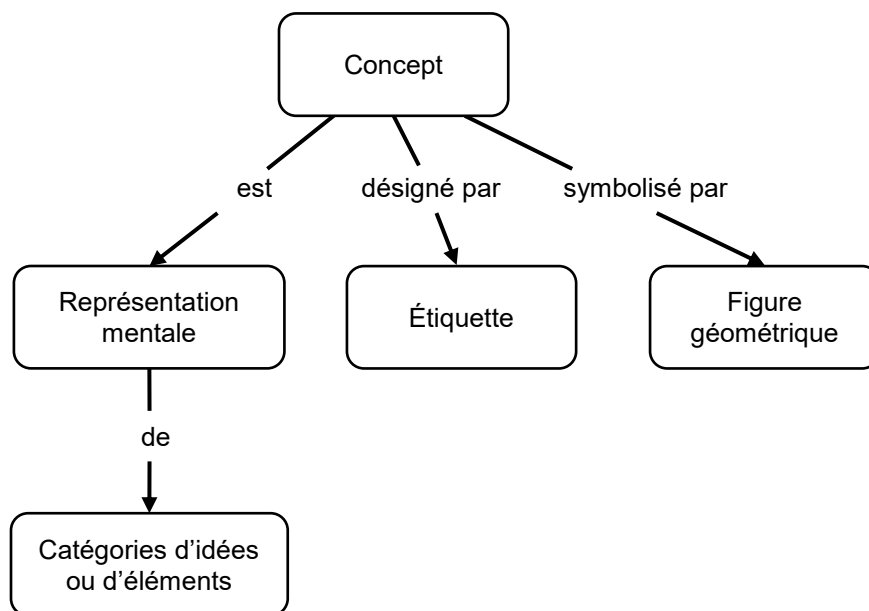 Concept
est
désigné par
symbolisé par
Représentation
mentale
Étiquette
Figure
géométrique
de
Catégories d’idées
ou d’éléments